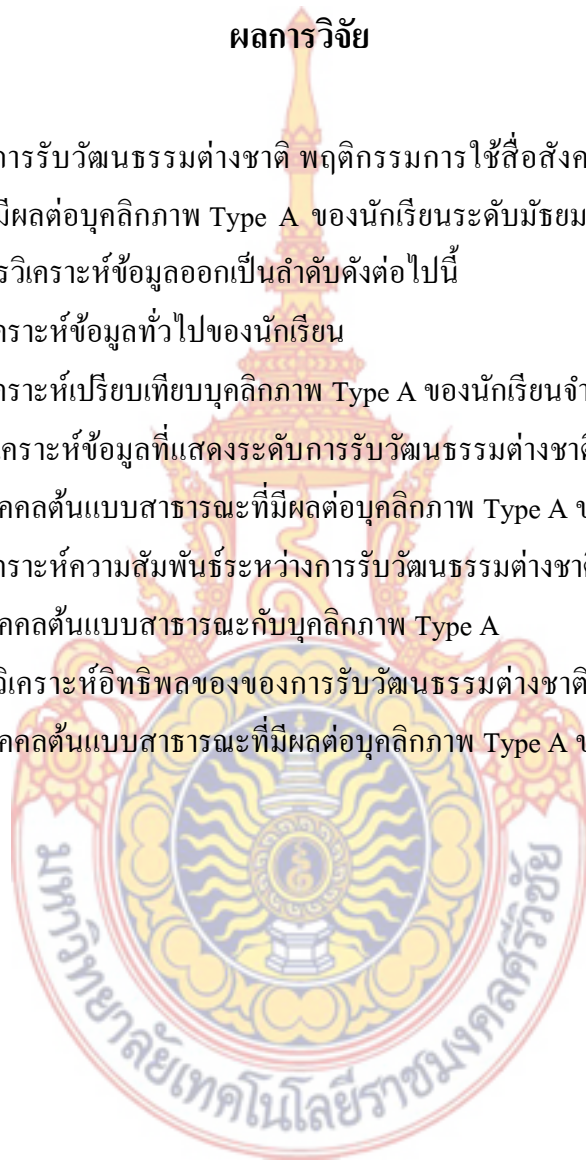 ผลการวิจัย
การรับวัฒนธรรมต่างชาติ พฤติกรรมการใช้สื่อสังค
มีผลต่อบุคลิกภาพ Type A ของนักเรียนระดับมัธยม
รวิเคราะห์ข้อมูลออกเป็นลำดับดังต่อไปนี้
คราะห์ข้อมูลทั่วไปของนักเรียน
คราะห์เปรียบเทียบบุคลิกภาพ Type A ของนักเรียนจำ
เคราะห์ข้อมูลที่แสดงระดับการรับวัฒนธรรมต่างชาติ
คคลต้นแบบสาธารณะที่มีผลต่อบุคลิกภาพ Type A ข
คราะห์ความสัมพันธ์ระหว่างการรับวัฒนธรรมต่างชาติ
คคลต้นแบบสาธารณะกับบุคลิกภาพ Type A
วิเคราะห์อิทธิพลของของการรับวัฒนธรรมต่างชาติ
คคลต้นแบบสาธารณะที่มีผลต่อบุคลิกภาพ Type A ข
มหาวิทยาลัยเทคโนโลยีราชมงคลศรีวิชัย